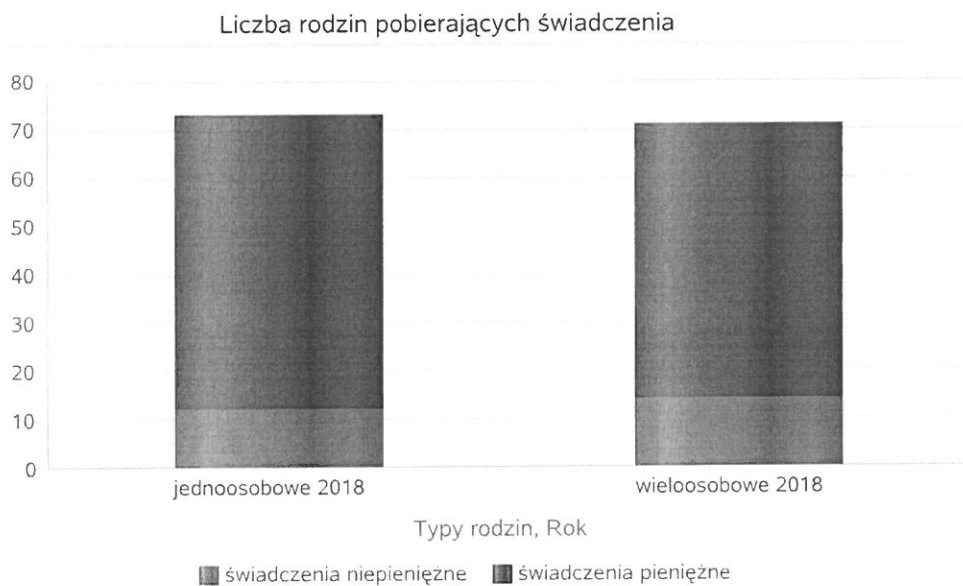 Liczba rodzin pobierających świadczenia
80
70
60
50
40
30
20
10
0
jednoosobowe 2018
wieloosobowe 2018
Typy rodzin, Rok
świadczenia niepieniężne świadczenia pieniężne